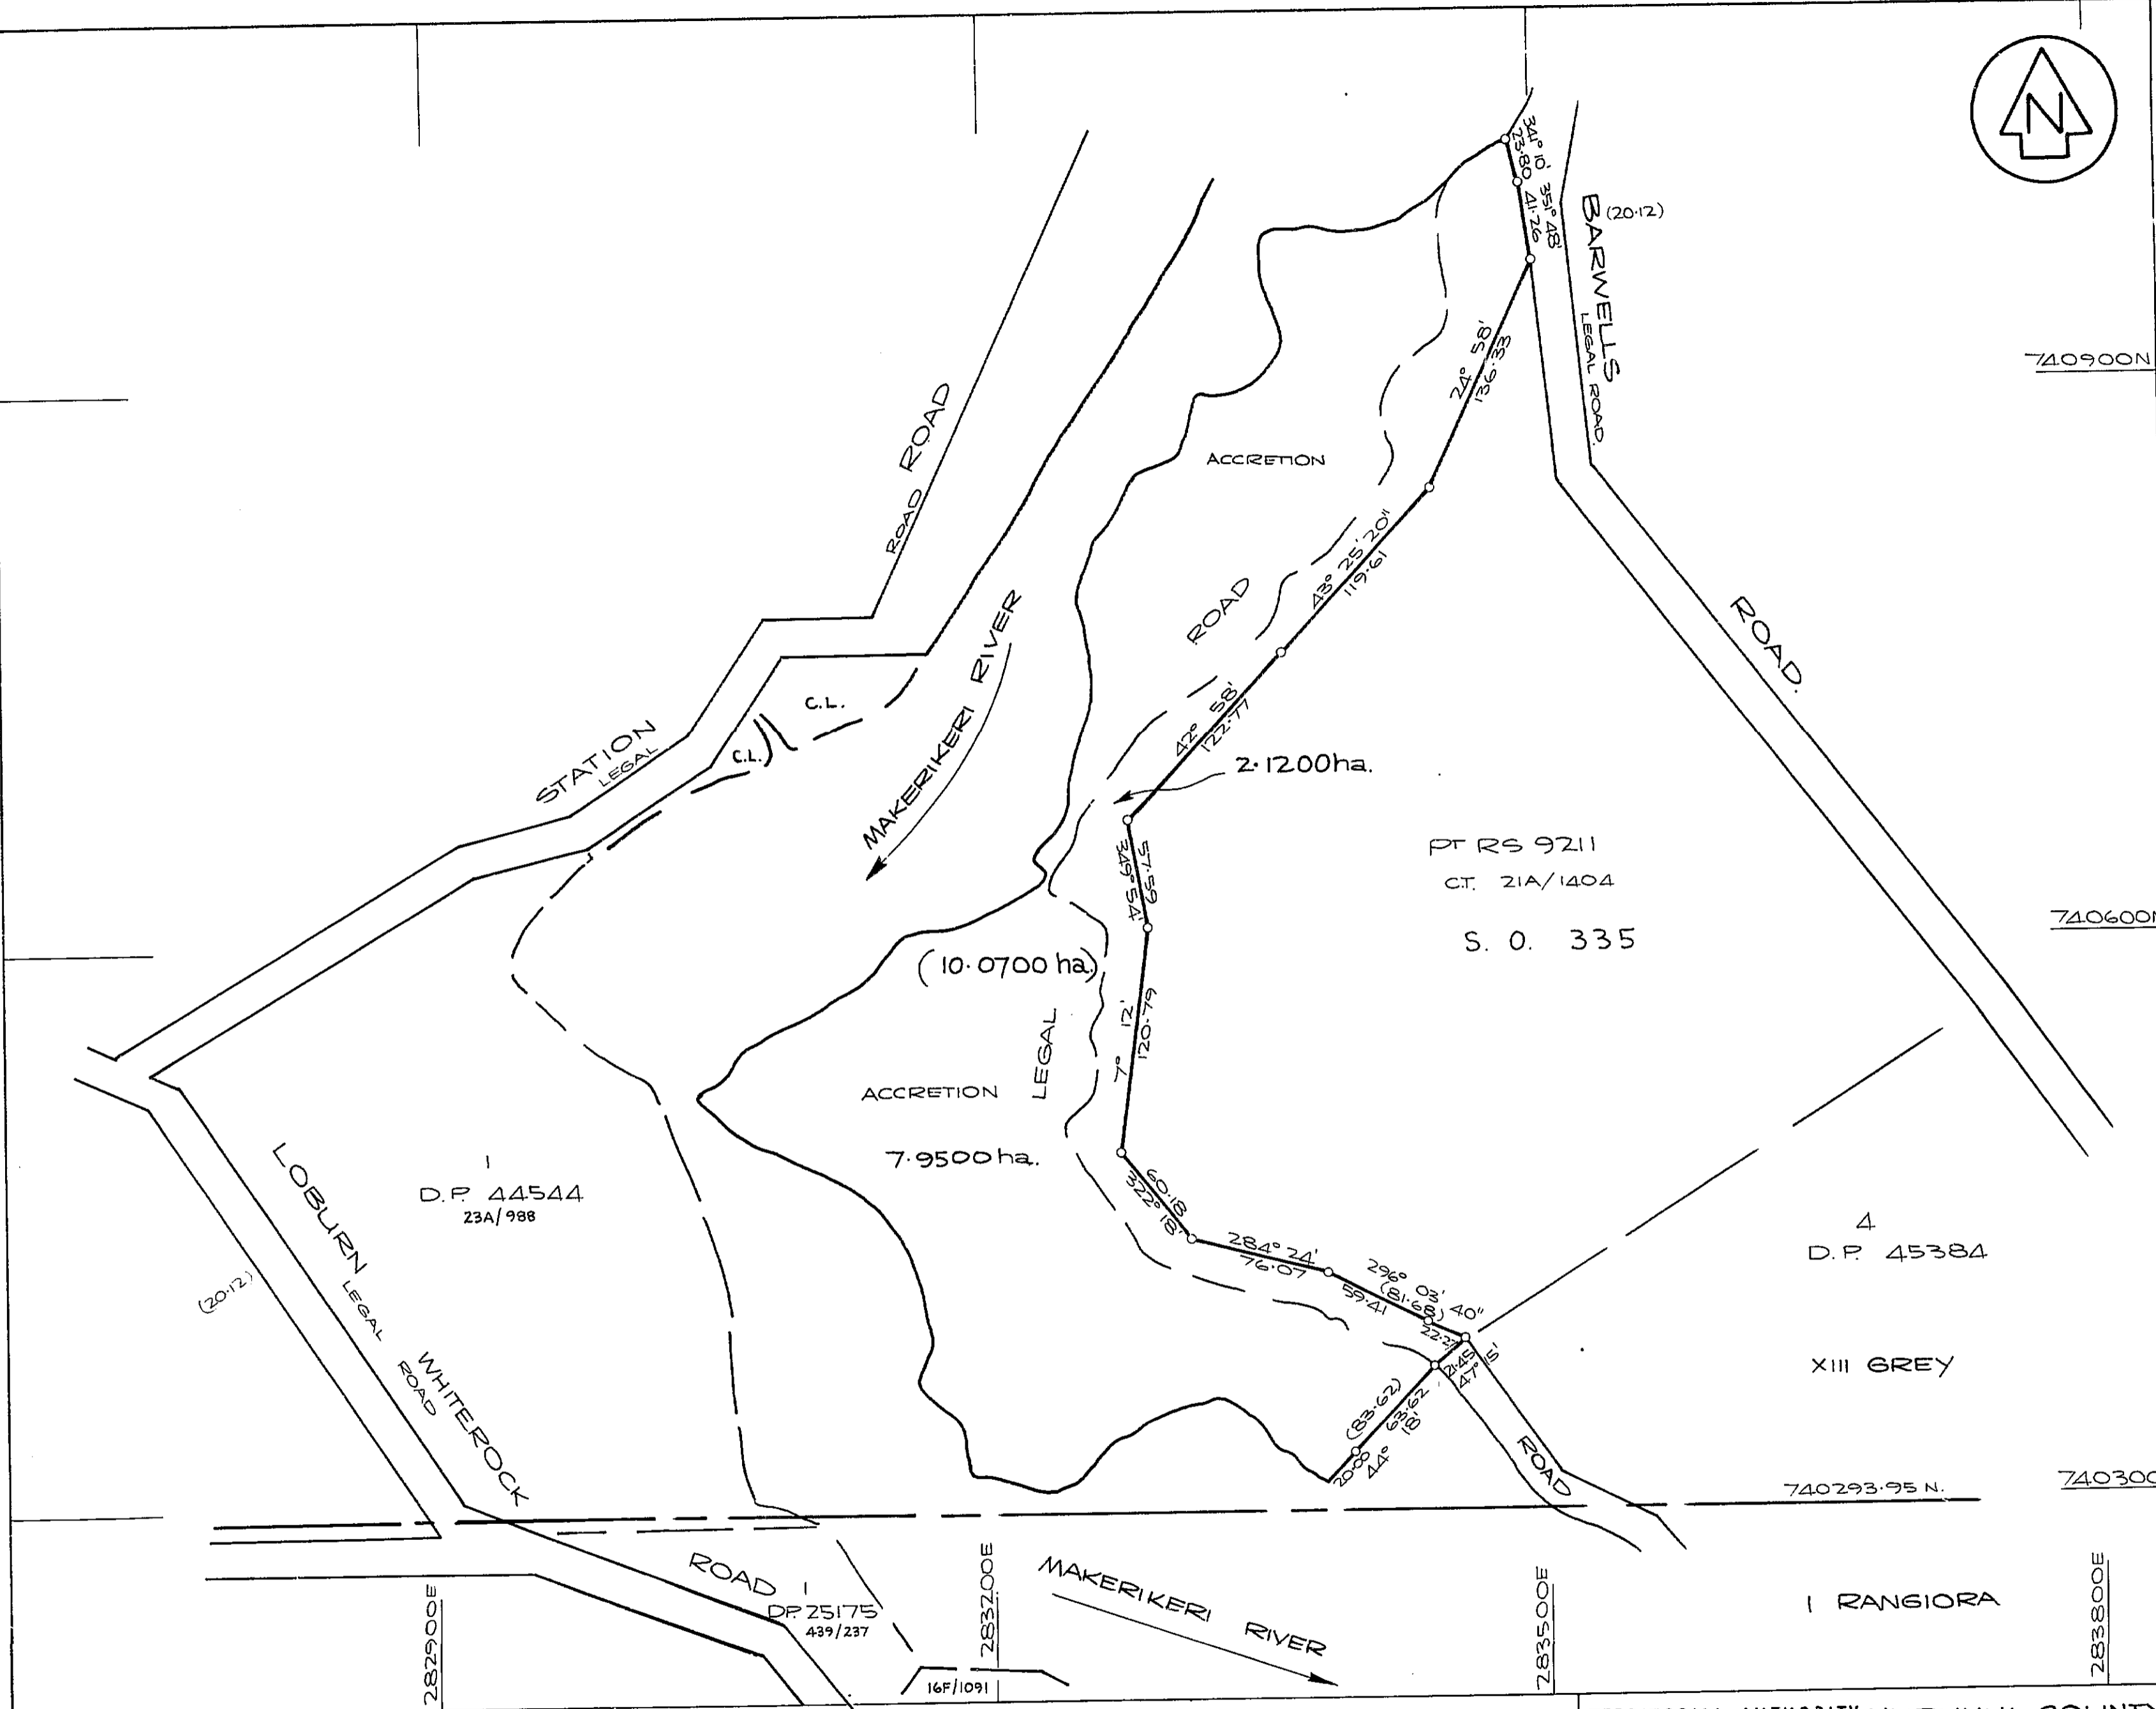 N
341° 10'
23·80
351° 48'
41·26
BARWELLS
(20·12)
LEGAL ROAD.
740900N
24° 58'
136·33
ROAD
ROAD
ACCRETION
43° 25' 20"
119·61
ROAD
ROAD.
MAKERIKERI RIVER
C.L.
C.L.
STATION
LEGAL
42° 58'
122·77
2·1200ha.
PT RS 9211
C.T. 21A/1404
S. O. 335
57·59
349° 54'
740600N
(10·0700 ha.)
7° 12'
120·79
LEGAL
ACCRETION
7·9500ha.
1
D.P. 44544
23A/988
LOBURN
LEGAL
ROAD
WHITEROCK
(20·12)
60·18
322° 18'
284° 24'
76·07
296° 03' 40"
(81·68)
59·41
22·27
4
D.P. 45384
XIII GREY
21·45
47° 15'
(83·62)
63·62
44° 18'
20·00
ROAD
740293·95 N.
740300
ROAD
1
DP. 25175
439/237
282900E
283200E
283500E
283800E
MAKERIKERI RIVER
1 RANGIORA
16F/1091
COUNTY